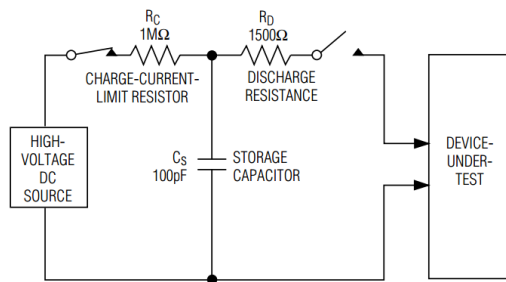 RC
1MΩ
CHARGE-CURRENT-
LIMIT RESISTOR
RD
1500Ω
DISCHARGE
RESISTANCE
HIGH-
VOLTAGE
DC
SOURCE
CS
100pF
STORAGE
CAPACITOR
DEVICE-
UNDER-
TEST